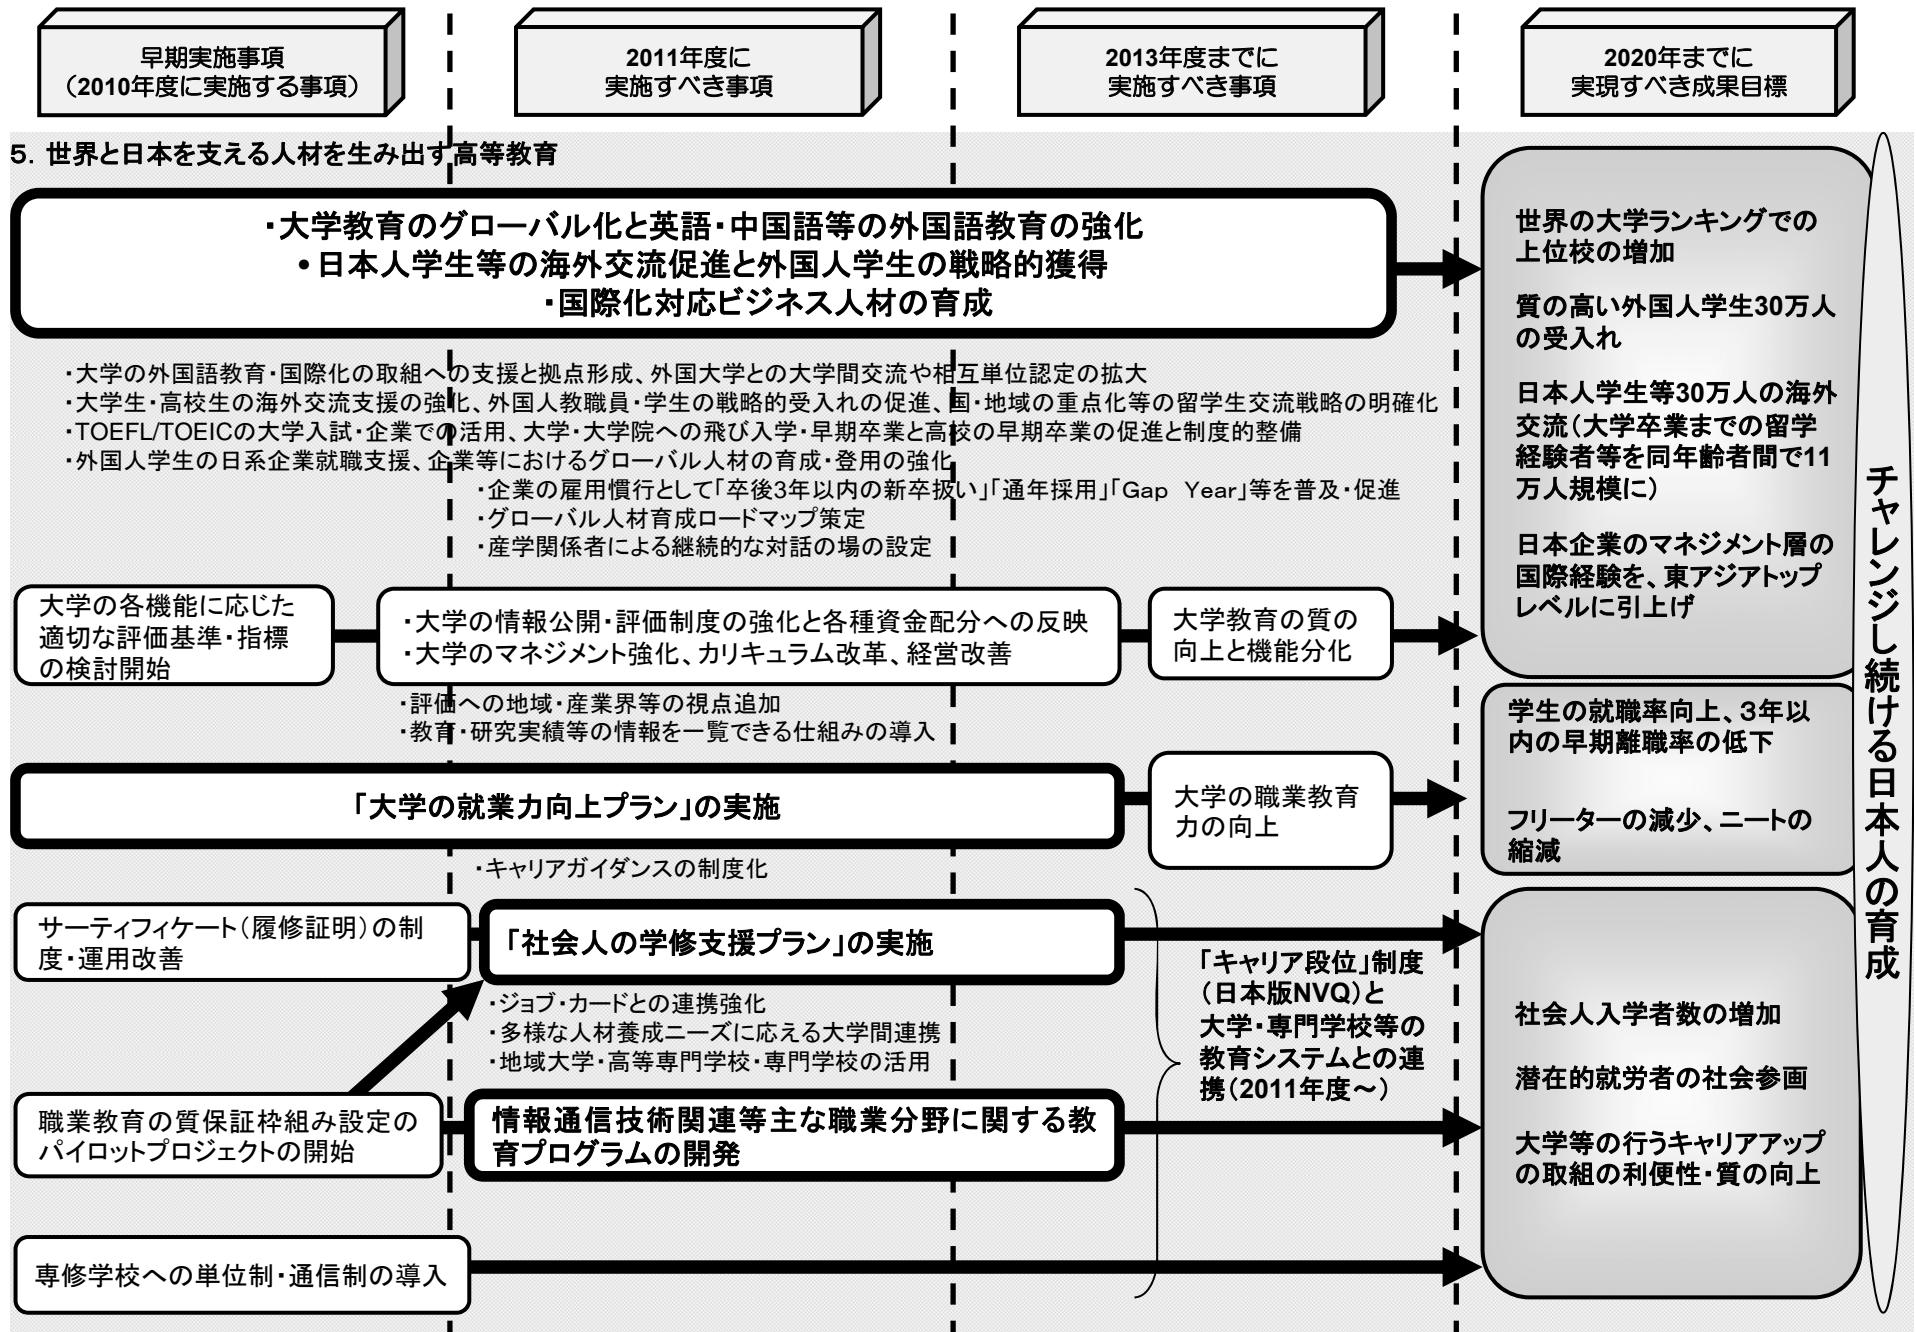 早期実施事項
（2010年度に実施する事項）
2011年度に
実施すべき事項
2013年度までに
実施すべき事項
2020年までに
実現すべき成果目標
５．世界と日本を支える人材を生み出す高等教育
・大学教育のグローバル化と英語・中国語等の外国語教育の強化
•日本人学生等の海外交流促進と外国人学生の戦略的獲得
・国際化対応ビジネス人材の育成
・大学の外国語教育・国際化の取組への支援と拠点形成、外国大学との大学間交流や相互単位認定の拡大
・大学生・高校生の海外交流支援の強化、外国人教職員・学生の戦略的受入れの促進、国・地域の重点化等の留学生交流戦略の明確化
・TOEFL/TOEICの大学入試・企業での活用、大学・大学院への飛び入学・早期卒業と高校の早期卒業の促進と制度的整備
・外国人学生の日系企業就職支援、企業等におけるグローバル人材の育成・登用の強化
・企業の雇用慣行として「卒後3年以内の新卒扱い」「通年採用」「Gap　Year」等を普及・促進
・グローバル人材育成ロードマップ策定
・産学関係者による継続的な対話の場の設定
大学の各機能に応じた
適切な評価基準・指標
の検討開始
・大学の情報公開・評価制度の強化と各種資金配分への反映
・大学のマネジメント強化、カリキュラム改革、経営改善
大学教育の質の
向上と機能分化
・評価への地域・産業界等の視点追加
・教育・研究実績等の情報を一覧できる仕組みの導入
「大学の就業力向上プラン」の実施
大学の職業教育
力の向上
・キャリアガイダンスの制度化
サーティフィケート（履修証明）の制
度・運用改善
「社会人の学修支援プラン」の実施
・ジョブ・カードとの連携強化
・多様な人材養成ニーズに応える大学間連携
・地域大学・高等専門学校・専門学校の活用
職業教育の質保証枠組み設定の
パイロットプロジェクトの開始
情報通信技術関連等主な職業分野に関する教
育プログラムの開発
「キャリア段位」制度
（日本版NVQ）と
大学・専門学校等の
教育システムとの連
携（2011年度～）
専修学校への単位制・通信制の導入
世界の大学ランキングでの
上位校の増加
質の高い外国人学生30万人
の受入れ
日本人学生等30万人の海外
交流（大学卒業までの留学
経験者等を同年齢者間で11
万人規模に）
日本企業のマネジメント層の
国際経験を、東アジアトップ
レベルに引上げ
学生の就職率向上、３年以
内の早期離職率の低下
フリーターの減少、ニートの
縮減
社会人入学者数の増加
潜在的就労者の社会参画
大学等の行うキャリアアップ
の取組の利便性・質の向上
チャレンジし続ける日本人の育成